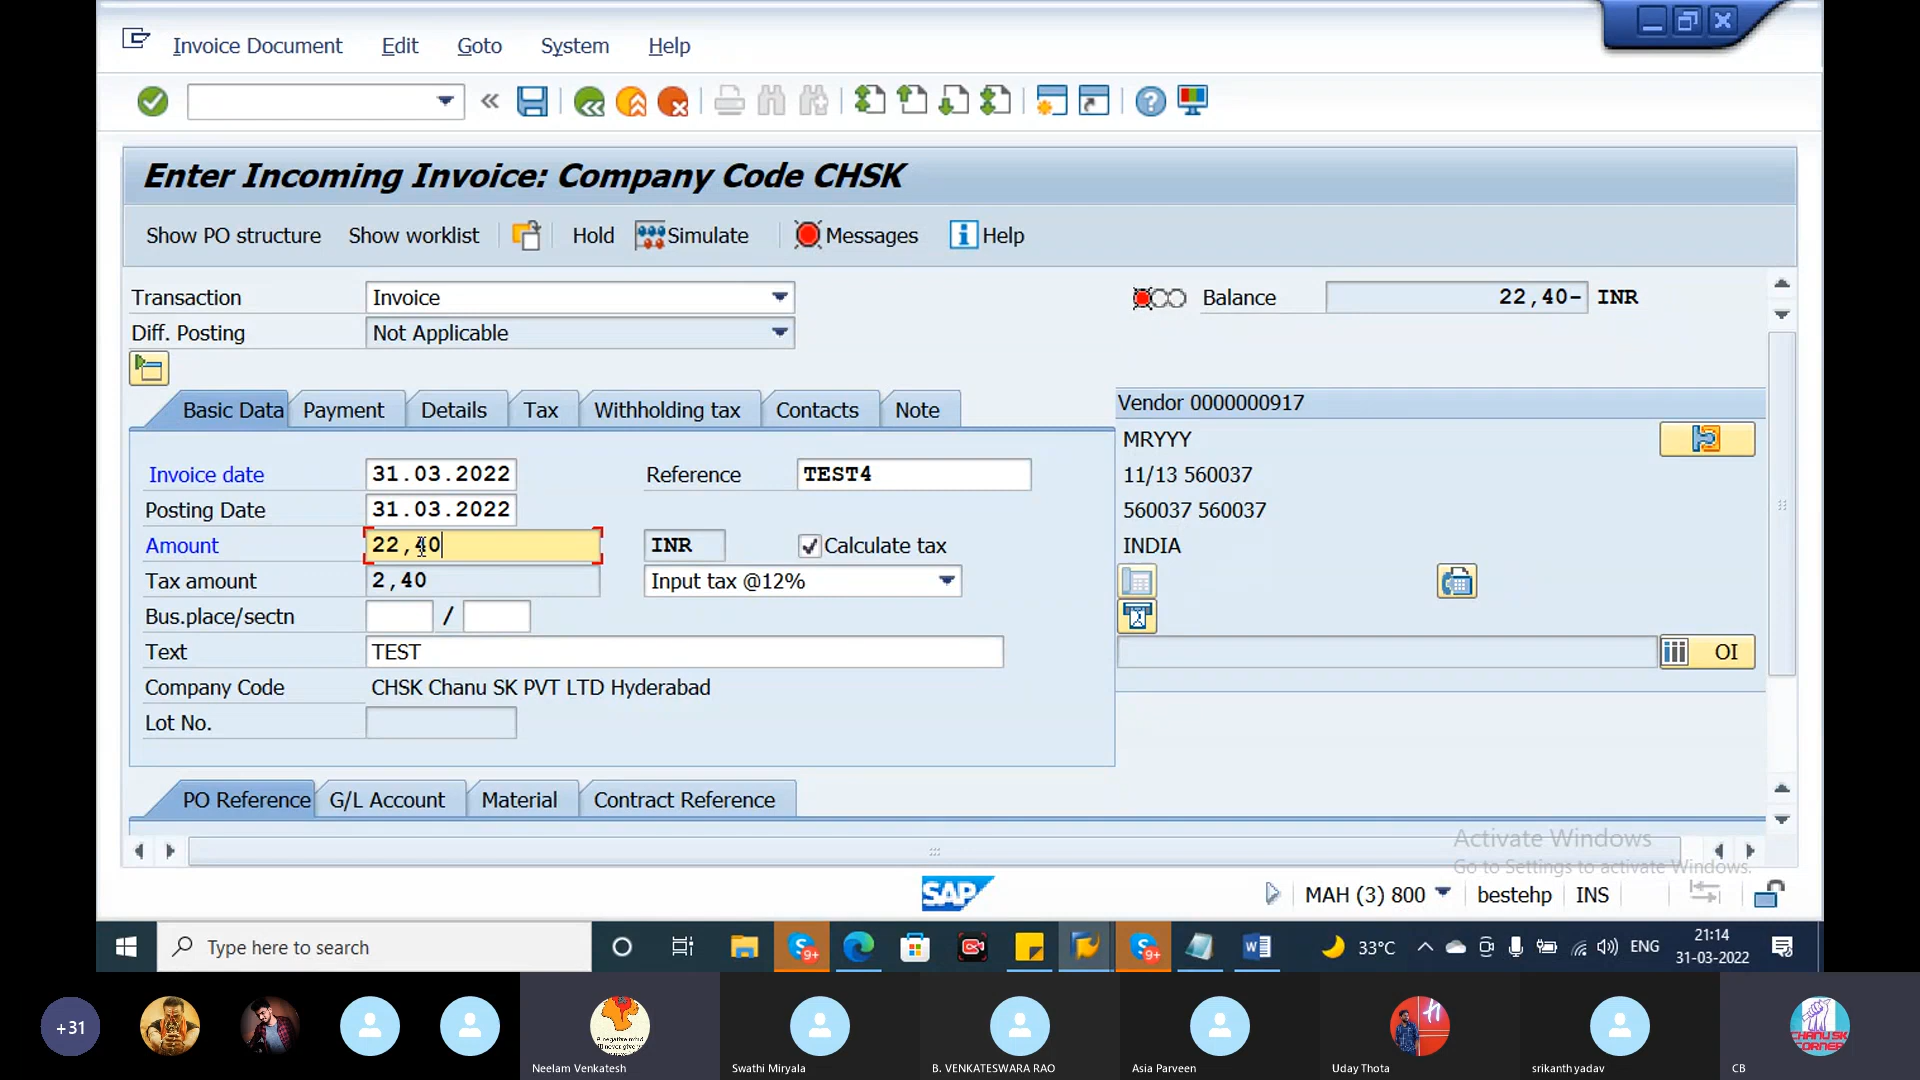 Invoice Document Edit Goto System Help
Enter Incoming Invoice: Company Code CHSK
Show PO structure Show worklist Hold Simulate Messages Help
Transaction Invoice Balance 22,40- INR
Diff. Posting Not Applicable
Basic Data Payment Details Tax Withholding tax Contacts Note
Vendor 0000000917
MRYYY
Invoice date 31.03.2022 Reference TEST4 11/13 560037
Posting Date 31.03.2022 560037 560037
Amount 22,40 INR Calculate tax INDIA
Tax amount 2,40 Input tax @12%
Bus.place/sectn /
Text TEST OI
Company Code CHSK Chanu SK PVT LTD Hyderabad
Lot No.
PO Reference G/L Account Material Contract Reference
Activate Windows
Go to Settings to activate Windows.
SAP MAH (3) 800 bestehp INS
Type here to search 9+ 9+ 33°C ENG 21:14
31-03-2022
+31
Neelam Venkatesh Swathi Miryala B. VENKATESWARA RAO Asia Parveen Uday Thota srikanth yadav CB
CHANU SK
CORNER